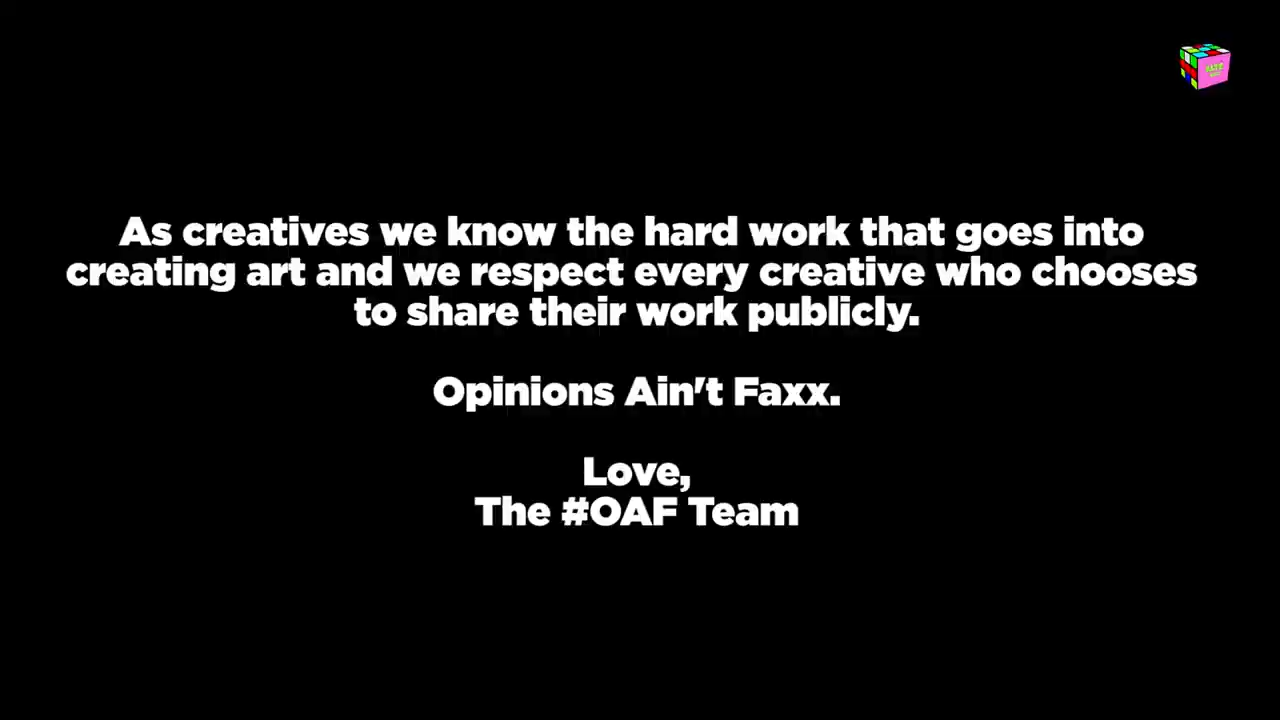 As creatives we know the hard work that goes into
creating art and we respect every creative who chooses
to share their work publicly.
Opinions Ain't Faxx.
Love,
The #OAF Team